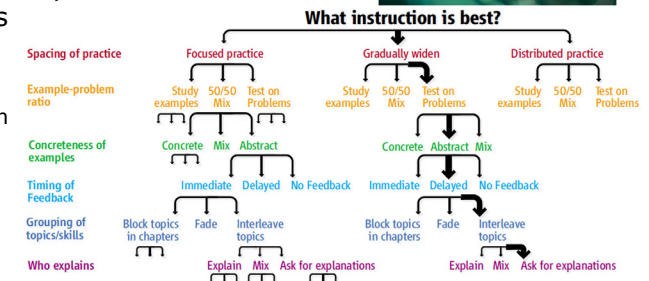 s
What instruction is best?
Spacing of practice Focused practice Gradually widen Distributed practice
Example-problem ratio Study examples 50/50 Mix Test on Problems Study examples 50/50 Mix Test on Problems Study examples 50/50 Mix Test on Problems
n
Concreteness of examples Concrete Mix Abstract Concrete Abstract Mix
Timing of Feedback Immediate Delayed No Feedback Immediate Delayed No Feedback
Grouping of topics/skills Block topics in chapters Fade Interleave topics Block topics in chapters Fade Interleave topics
Who explains Explain Mix Ask for explanations Explain Mix Ask for explanations